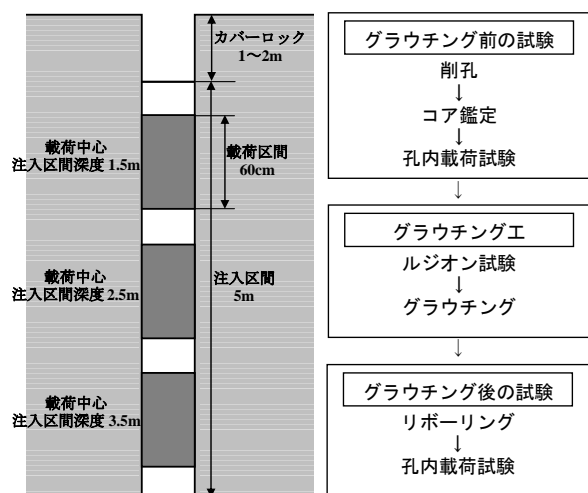 カバーロック
1～2m
載荷中心
注入区間深度 1.5m
載荷区間
60cm
載荷中心
注入区間深度 2.5m
注入区間
5m
載荷中心
注入区間深度 3.5m
グラウチング前の試験
削孔
↓
コア鑑定
↓
孔内載荷試験
↓
グラウチング工
ルジオン試験
↓
グラウチング
↓
グラウチング後の試験
リボーリング
↓
孔内載荷試験